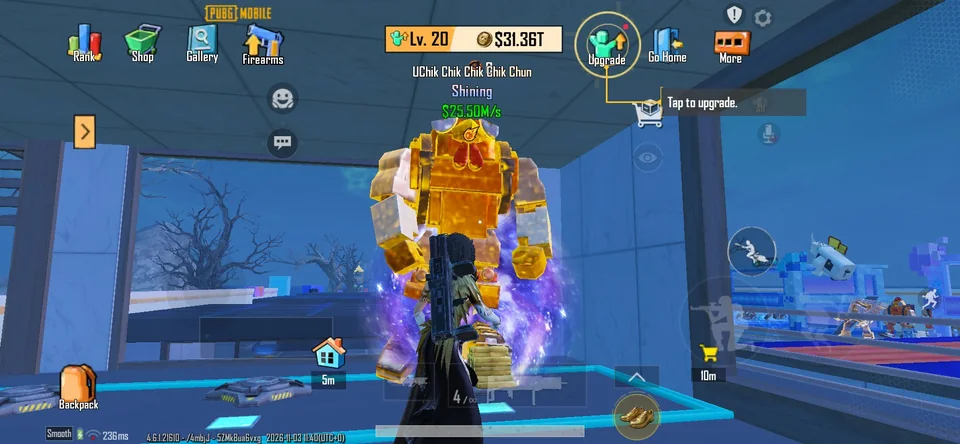 PUBG MOBILE
Rank
Shop
Gallery
Firearms
Lv. 20
$31.36T
Upgrade
Go Home
More
UChik Chik Chik Chik Chun
Shining
$25.50M/s
Tap to upgrade.
5m
10m
Backpack
4/∞
Smooth
236ms